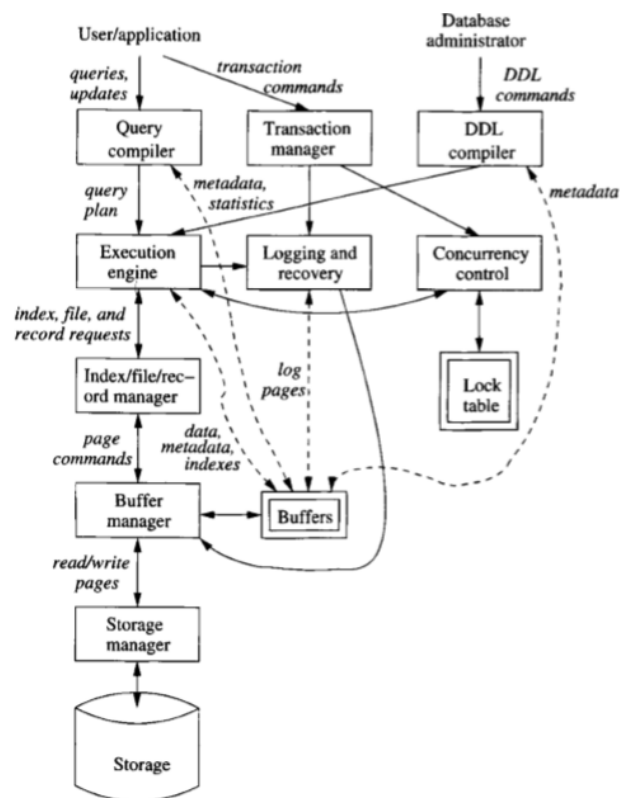 User/application
Database
administrator
queries,
updates
transaction
commands
DDL
commands
Query
compiler
Transaction
manager
DDL
compiler
query
plan
metadata,
statistics
metadata
Execution
engine
Logging and
recovery
Concurrency
control
index, file, and
record requests
log
pages
Index/file/rec–
ord manager
Lock
table
page
commands
data,
metadata,
indexes
Buffer
manager
Buffers
read/write
pages
Storage
manager
Storage